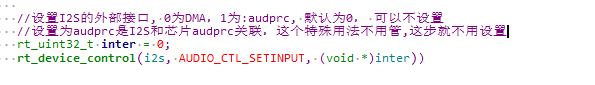 //设置I2S的外部接口, 0为DMA，1为:audprc, 默认为0， 可以不设置
//设置为audprc是I2S和芯片audprc关联，这个特殊用法不用管,这步就不用设置
rt_uint32_t inter = 0;
rt_device_control(i2s, AUDIO_CTL_SETINPUT, (void *)inter))